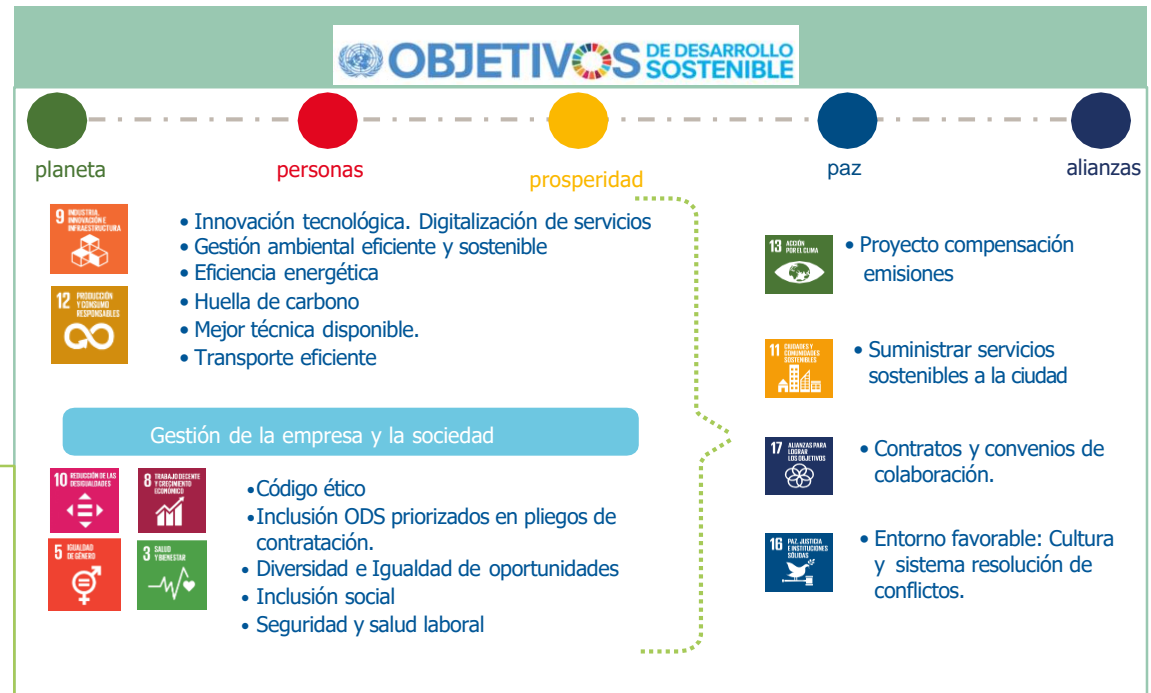 OBJETIVOS DE DESARROLLO
SOSTENIBLE
planeta
personas
prosperidad
paz
alianzas
9 INDUSTRIA,
INNOVACIÓN E
INFRAESTRUCTURA
12 PRODUCCIÓN
Y CONSUMO
RESPONSABLES
• Innovación tecnológica. Digitalización de servicios
• Gestión ambiental eficiente y sostenible
• Eficiencia energética
• Huella de carbono
• Mejor técnica disponible.
• Transporte eficiente
Gestión de la empresa y la sociedad
10 REDUCCIÓN DE LAS
DESIGUALDADES
8 TRABAJO DECENTE
Y CRECIMIENTO
ECONÓMICO
5 IGUALDAD
DE GÉNERO
3 SALUD
Y BIENESTAR
•Código ético
•Inclusión ODS priorizados en pliegos de
contratación.
• Diversidad e Igualdad de oportunidades
• Inclusión social
• Seguridad y salud laboral
13 ACCIÓN
POR EL CLIMA
• Proyecto compensación
emisiones
11 CIUDADES Y
COMUNIDADES
SOSTENIBLES
• Suministrar servicios
sostenibles a la ciudad
17 ALIANZAS PARA
LOGRAR
LOS OBJETIVOS
• Contratos y convenios de
colaboración.
16 PAZ, JUSTICIA
E INSTITUCIONES
SÓLIDAS
• Entorno favorable: Cultura
y sistema resolución de
conflictos.